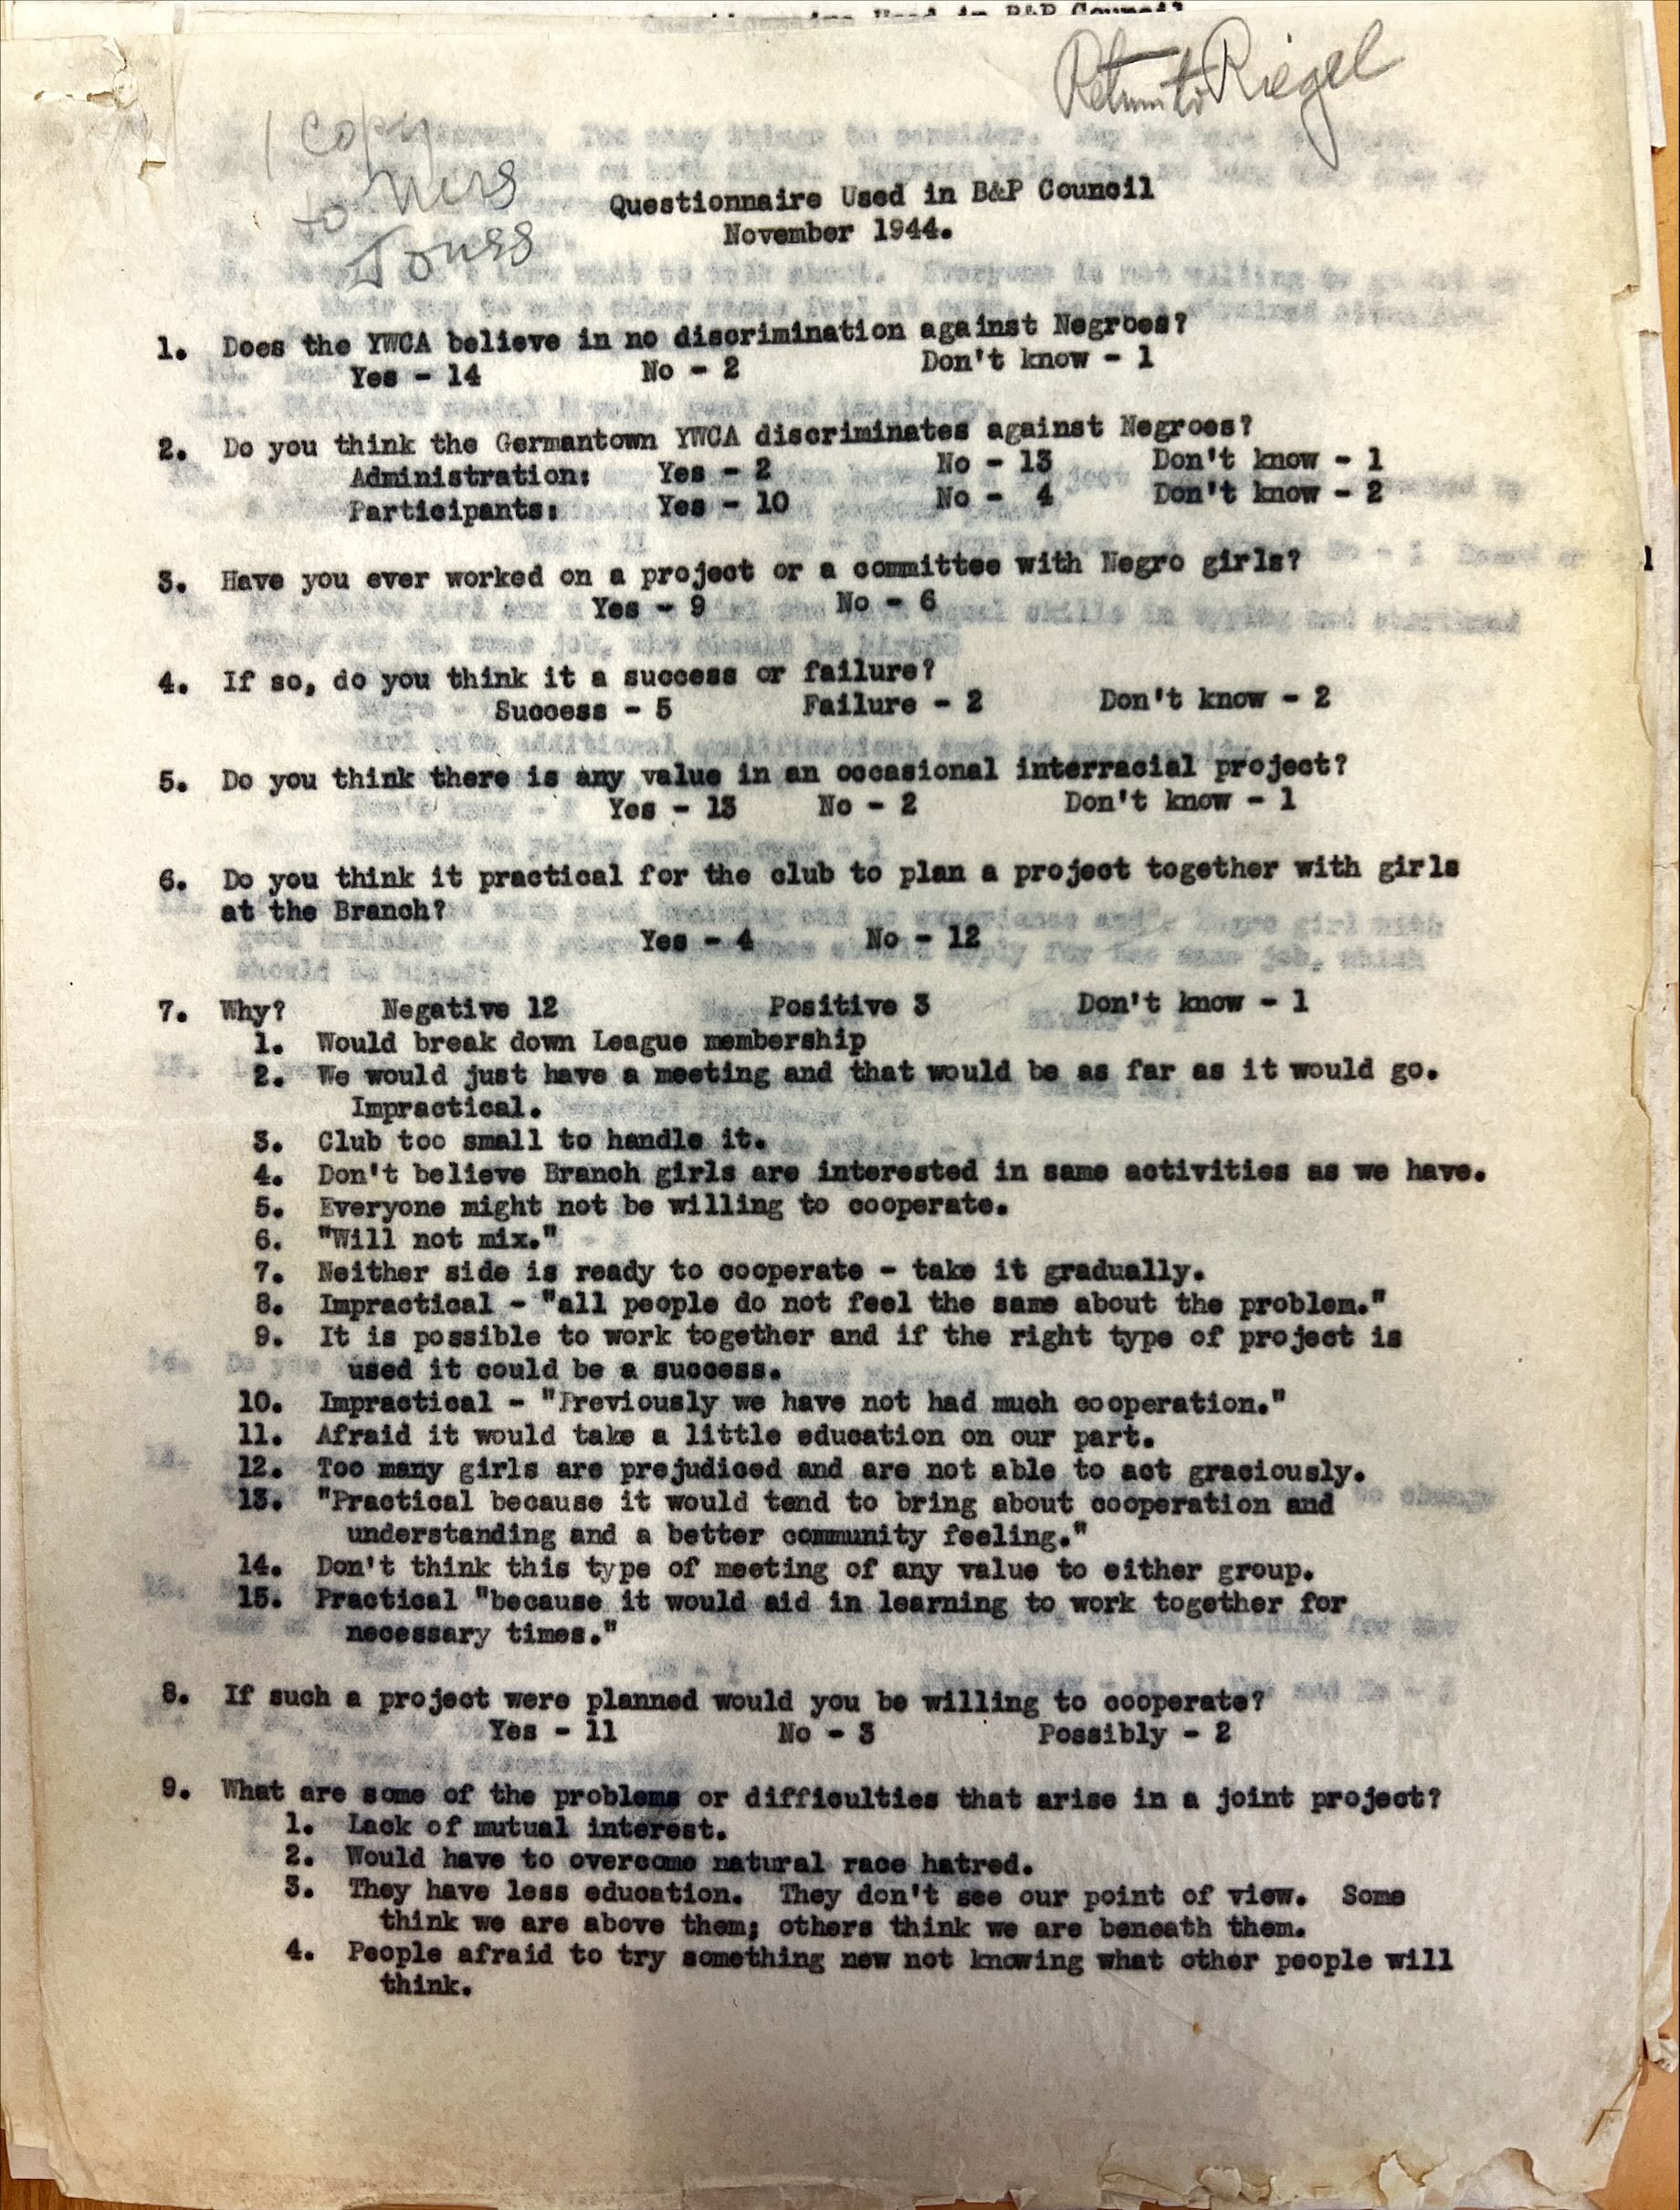 Questionnaire Used in B&P Council
Return to Riegel
1 Copy
to Mrs
Jones
Questionnaire Used in B&P Council
November 1944.
1. Does the YWCA believe in no discrimination against Negroes?
Yes - 14 No - 2 Don't know - 1
2. Do you think the Germantown YWCA discriminates against Negroes?
Administration: Yes - 2 No - 13 Don't know - 1
Participants: Yes - 10 No - 4 Don't know - 2
3. Have you ever worked on a project or a committee with Negro girls?
Yes - 9 No - 6
4. If so, do you think it a success or failure?
Success - 5 Failure - 2 Don't know - 2
5. Do you think there is any value in an occasional interracial project?
Yes - 13 No - 2 Don't know - 1
6. Do you think it practical for the club to plan a project together with girls
at the Branch?
Yes - 4 No - 12
7. Why? Negative 12 Positive 3 Don't know - 1
1. Would break down League membership
2. We would just have a meeting and that would be as far as it would go.
Impractical.
3. Club too small to handle it.
4. Don't believe Branch girls are interested in same activities as we have.
5. Everyone might not be willing to cooperate.
6. "Will not mix."
7. Neither side is ready to cooperate - take it gradually.
8. Impractical - "all people do not feel the same about the problem."
9. It is possible to work together and if the right type of project is
used it could be a success.
10. Impractical - "Previously we have not had much cooperation."
11. Afraid it would take a little education on our part.
12. Too many girls are prejudiced and are not able to act graciously.
13. "Practical because it would tend to bring about cooperation and
understanding and a better community feeling."
14. Don't think this type of meeting of any value to either group.
15. Practical "because it would aid in learning to work together for
necessary times."
8. If such a project were planned would you be willing to cooperate?
Yes - 11 No - 3 Possibly - 2
9. What are some of the problems or difficulties that arise in a joint project?
1. Lack of mutual interest.
2. Would have to overcome natural race hatred.
3. They have less education. They don't see our point of view. Some
think we are above them; others think we are beneath them.
4. People afraid to try something new not knowing what other people will
think.